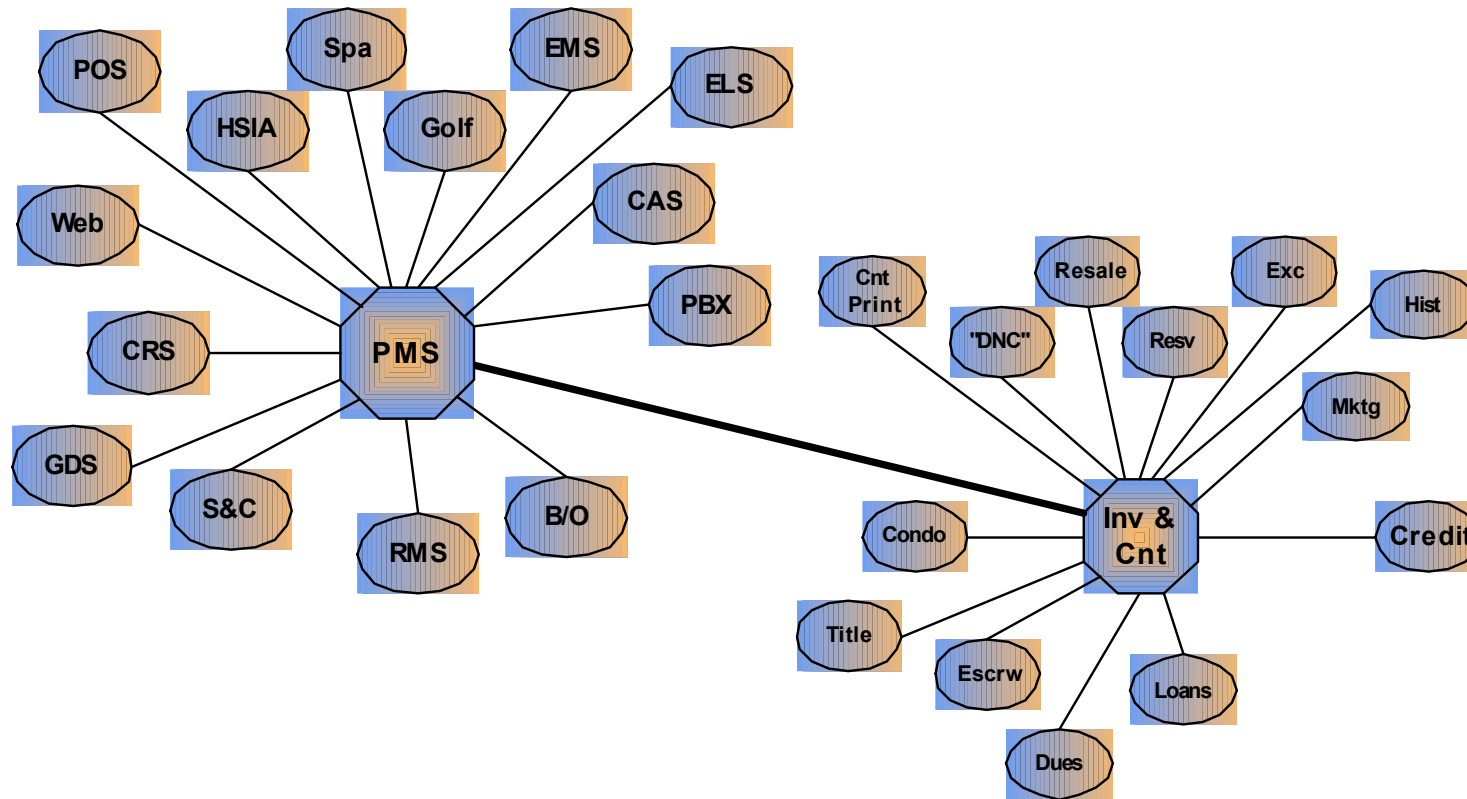 Spa
EMS
POS
ELS
HSIA
Golf
CAS
Web
PBX
CRS
PMS
GDS
S&C
B/O
RMS
Resale
Exc
Cnt
Print
Hist
"DNC"
Resv
Mktg
Inv &
Cnt
Condo
Credit
Title
Escrw
Loans
Dues